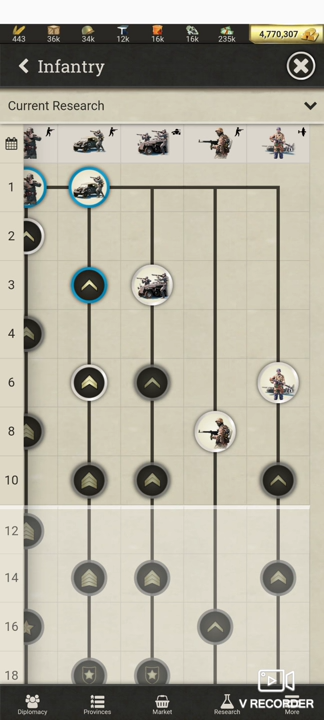 443 36k 34k 12k 16k 16k 235k 4,770,307
Infantry
Current Research
1
2
3
4
6
8
10
12
14
16
18
Diplomacy Provinces Market Research More
V RECORDER